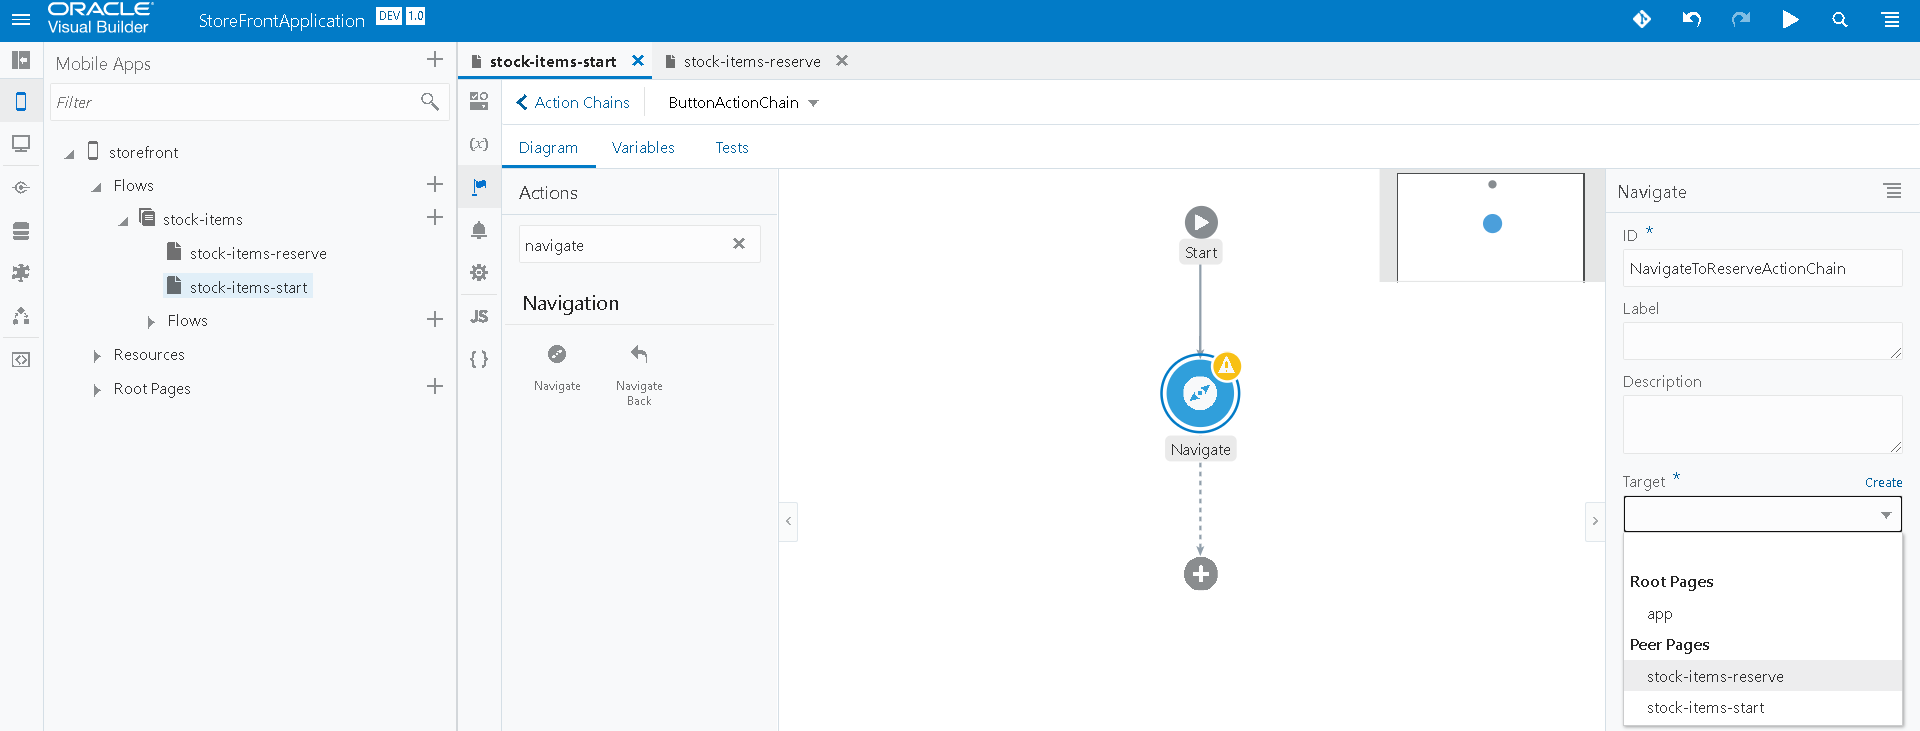 ORACLE
Visual Builder
StoreFrontApplication
DEV 1.0
Mobile Apps
Filter
storefront
Flows
stock-items
stock-items-reserve
stock-items-start
Flows
Resources
Root Pages
stock-items-start
stock-items-reserve
Action Chains
ButtonActionChain
Diagram
Variables
Tests
(x)
JS
{ }
Actions
navigate
Navigation
Navigate
Navigate
Back
Start
Navigate
Navigate
ID *
NavigateToReserveActionChain
Label
Description
Target *
Create
Root Pages
app
Peer Pages
stock-items-reserve
stock-items-start